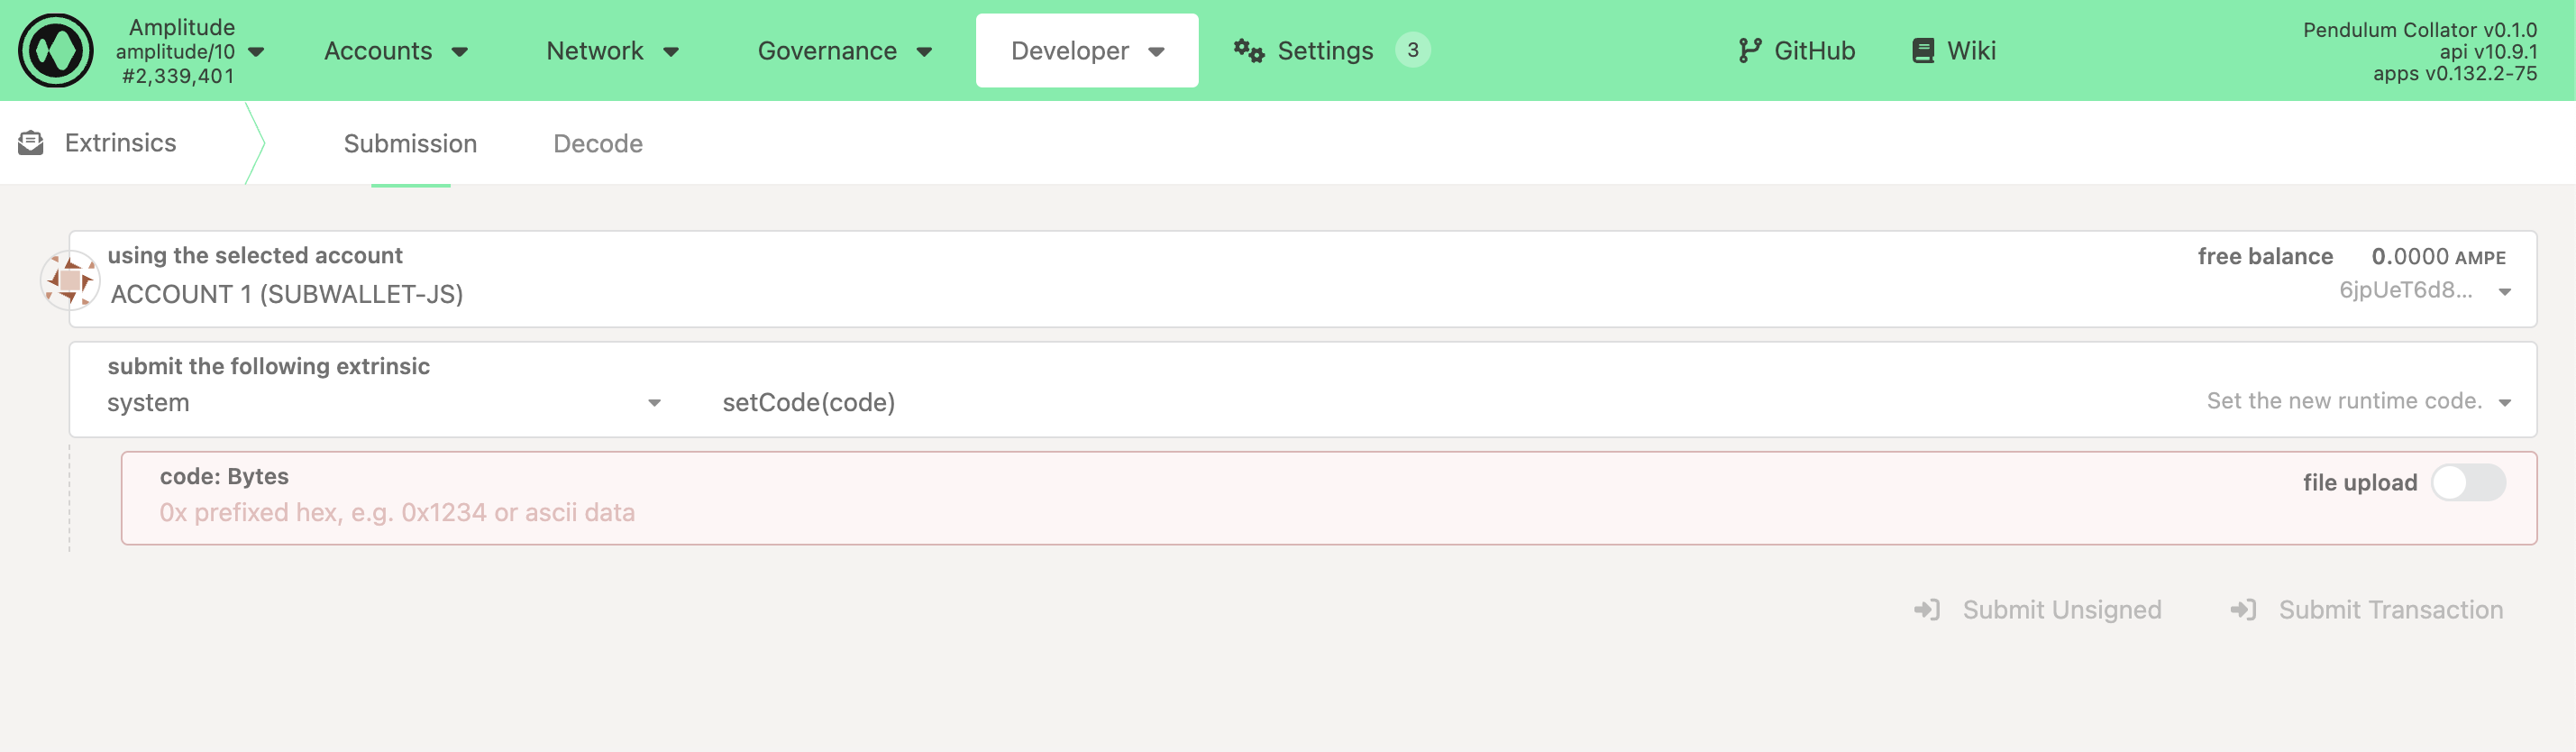 Amplitude
amplitude/10
#2,339,401
Accounts
Network
Governance
Developer
Settings
3
GitHub
Wiki
Pendulum Collator v0.1.0
api v10.9.1
apps v0.132.2-75
Extrinsics
Submission
Decode
using the selected account
ACCOUNT 1 (SUBWALLET-JS)
free balance 0.0000 AMPE
6jpUeT6d8...
submit the following extrinsic
system
setCode(code)
Set the new runtime code.
code: Bytes
0x prefixed hex, e.g. 0x1234 or ascii data
file upload
Submit Unsigned
Submit Transaction